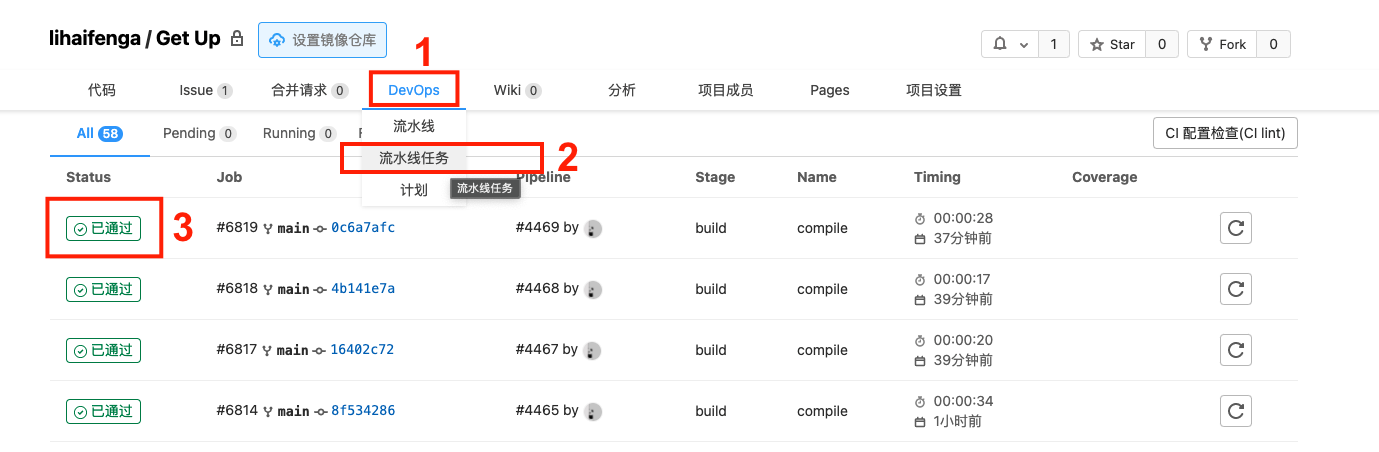 lihaifenga / Get Up 设置镜像仓库 1 1 Star 0 Fork 0
代码 Issue 1 合并请求 0 DevOps Wiki 0 分析 项目成员 Pages 项目设置
All 58 Pending 0 Running 0 流水线 CI 配置检查(CI lint)
流水线任务 2
Status Job 计划 流水线任务 Pipeline Stage Name Timing Coverage
已通过 3 #6819 main 0c6a7afc #4469 by build compile 00:00:28
37分钟前
已通过 #6818 main 4b141e7a #4468 by build compile 00:00:17
39分钟前
已通过 #6817 main 16402c72 #4467 by build compile 00:00:20
39分钟前
已通过 #6814 main 8f534286 #4465 by build compile 00:00:34
1小时前